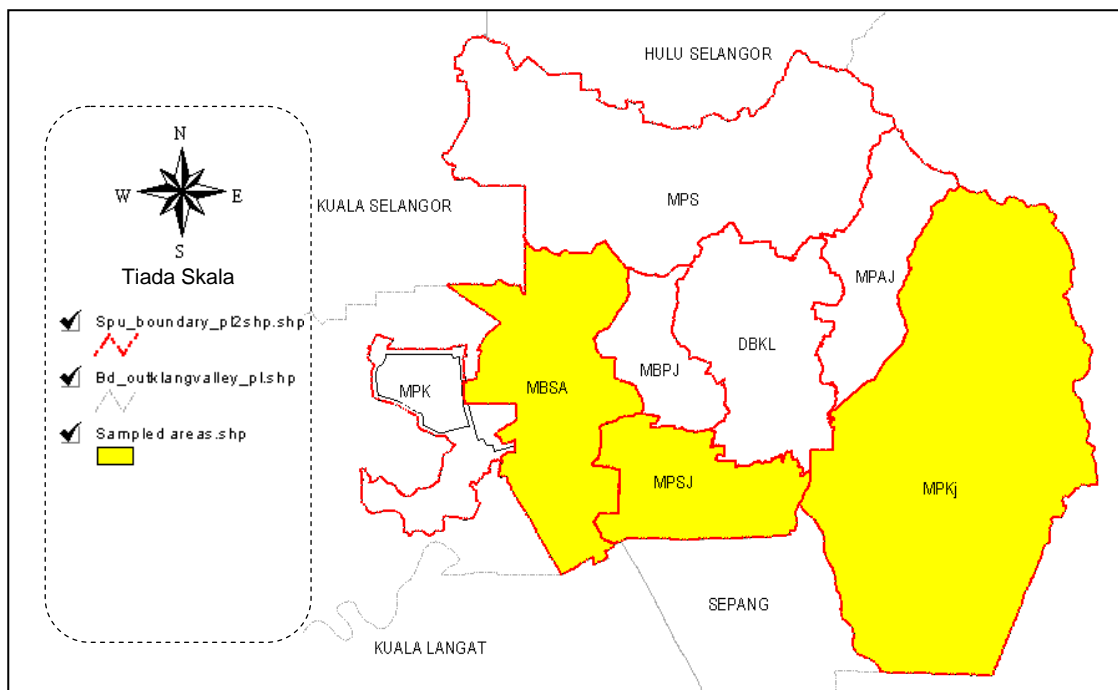 N
W
E
S
Tiada Skala
Spu_boundary_pl2shp.shp
Bd_outklangvalley_pl.shp
Sampled areas.shp
HULU SELANGOR
KUALA SELANGOR
MPS
MPAJ
DBKL
MBPJ
MPK
MBSA
MPSJ
MPKj
SEPANG
KUALA LANGAT